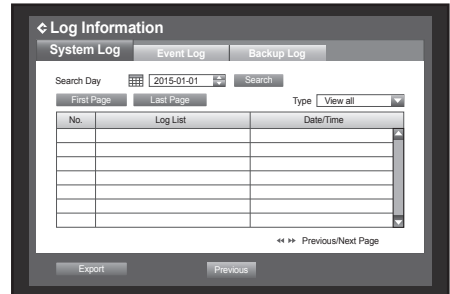 Log Information
System Log Event Log Backup Log
Search Day 2015-01-01 Search
First Page Last Page Type View all
No. Log List Date/Time
Previous/Next Page
Export Previous